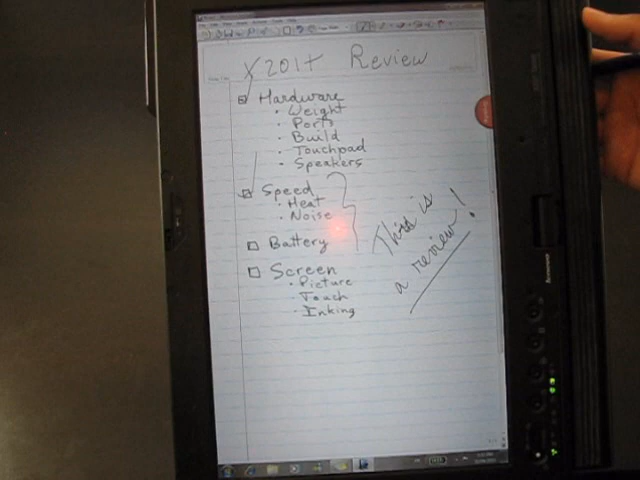 X201t Review
Hardware
• Weight
• Ports
• Build
• Touchpad
• Speakers
Speed
• Heat
• Noise
Battery
Screen
• Picture
• Touch
• Inking
This is
a review!
Lenovo